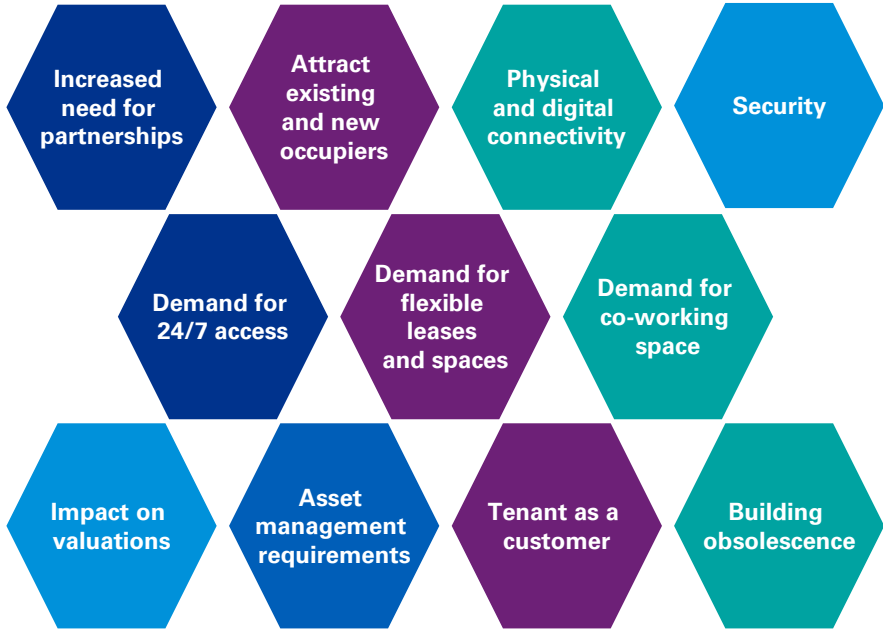 Increased
need for
partnerships
Attract
existing
and new
occupiers
Physical
and digital
connectivity
Security
Demand for
24/7 access
Demand for
flexible
leases
and spaces
Demand for
co-working
space
Impact on
valuations
Asset
management
requirements
Tenant as a
customer
Building
obsolescence